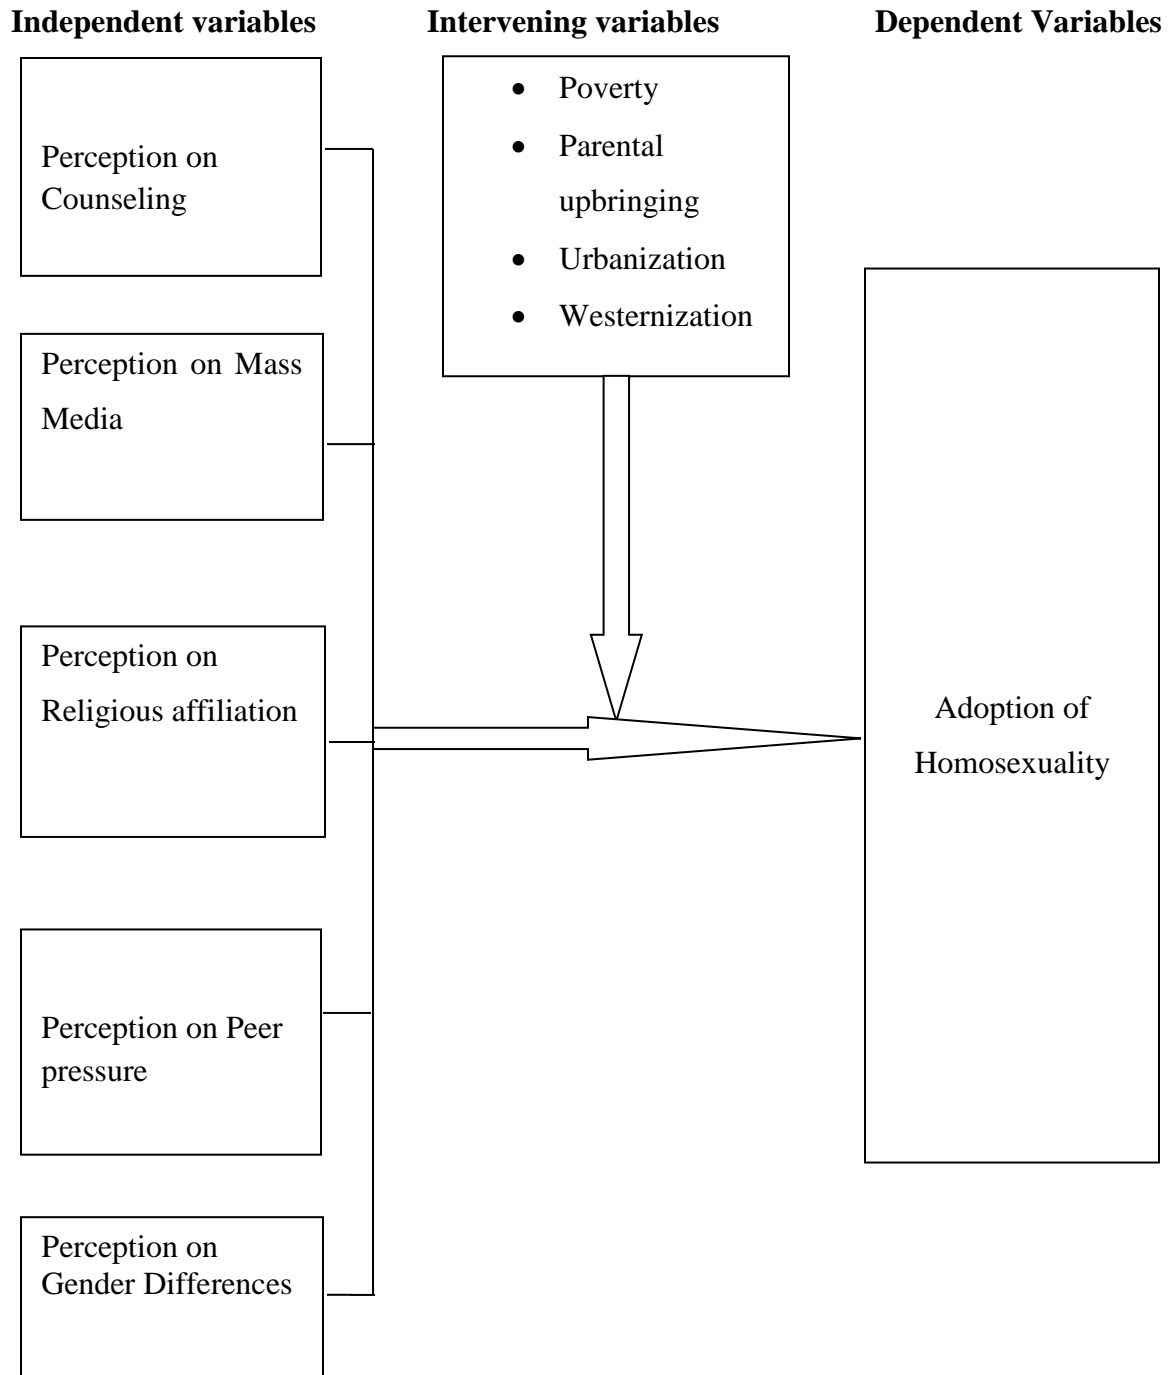 Independent variables
Intervening variables
Dependent Variables
Perception on
Counseling
Perception on Mass
Media
Perception on
Religious affiliation
Perception on Peer
pressure
Perception on
Gender Differences
• Poverty
• Parental
upbringing
• Urbanization
• Westernization
Adoption of
Homosexuality